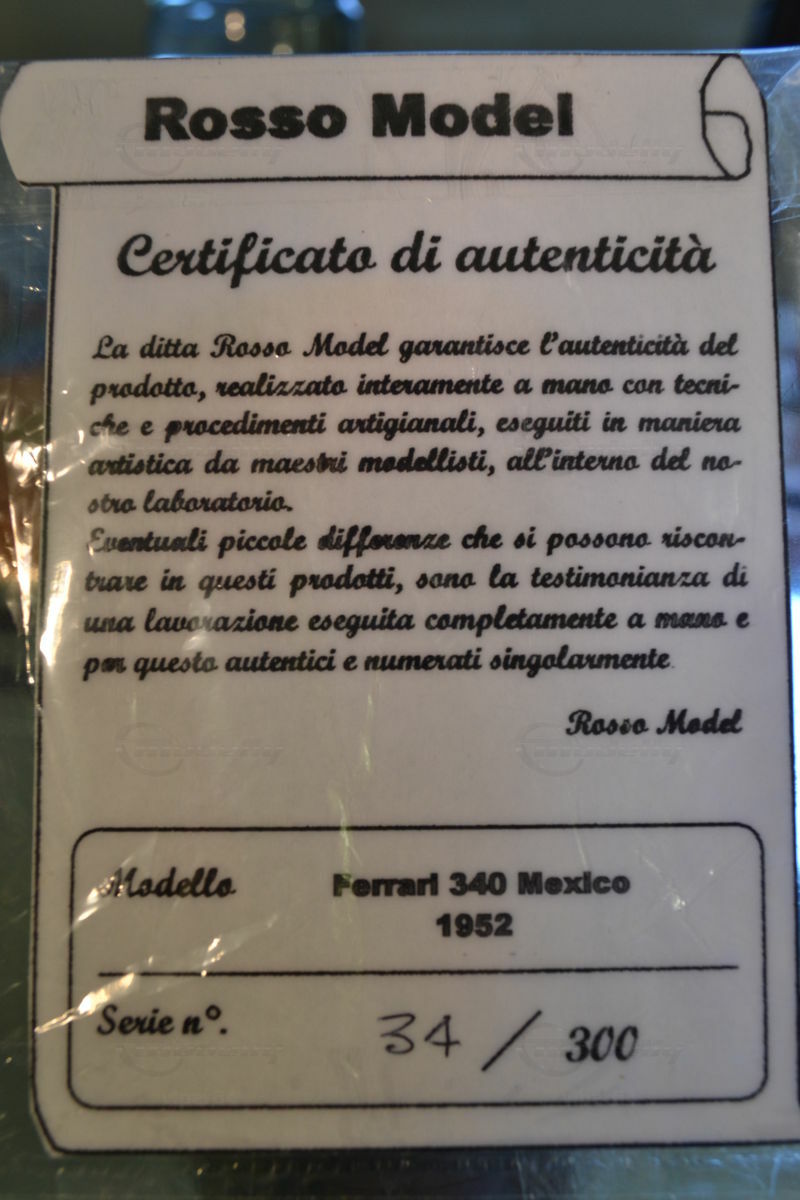 Rosso Model
Certificato di autenticità
La ditta Rosso Model garantisce l'autenticità del
prodotto, realizzato interamente a mano con tecni-
che e procedimenti artigianali, eseguiti in maniera
artistica da maestri modellisti, all'interno del no-
stro laboratorio.
Eventuali piccole differenze che si possono riscon-
trare in questi prodotti, sono la testimonianza di
una lavorazione eseguita completamente a mano e
per questo autentici e numerati singolarmente.
Rosso Model
Modello Ferrari 340 Mexico
1952
Serie n°. 34 / 300